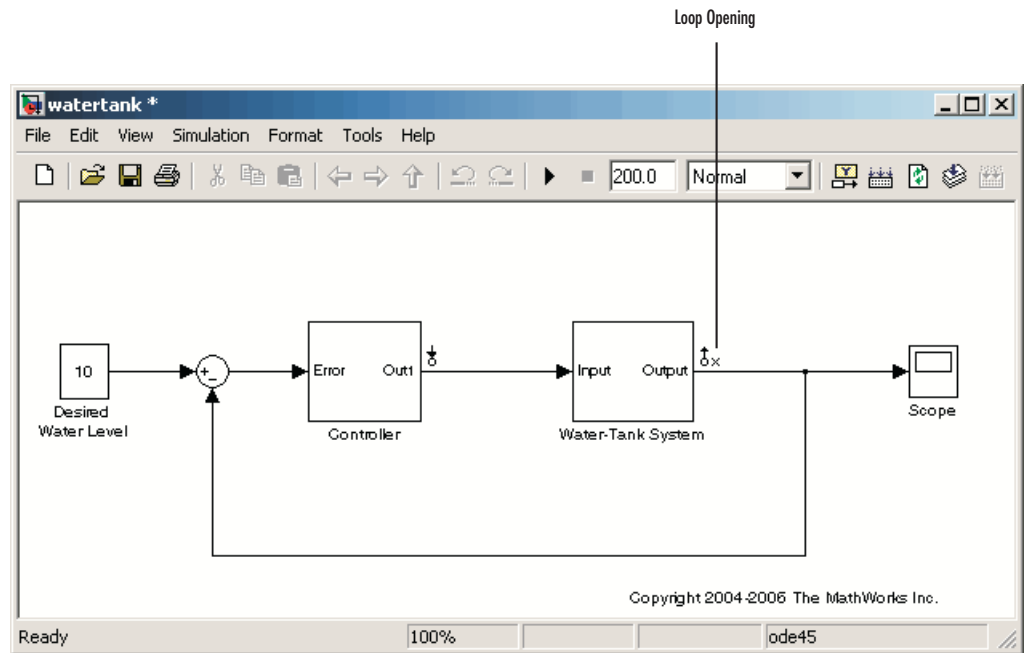 Loop Opening
watertank *
File Edit View Simulation Format Tools Help
200.0 Normal
10
Desired
Water Level
+
-
Error Out1
Controller
Input Output
Water-Tank System
x
Scope
Copyright 2004-2006 The MathWorks Inc.
Ready 100% ode45